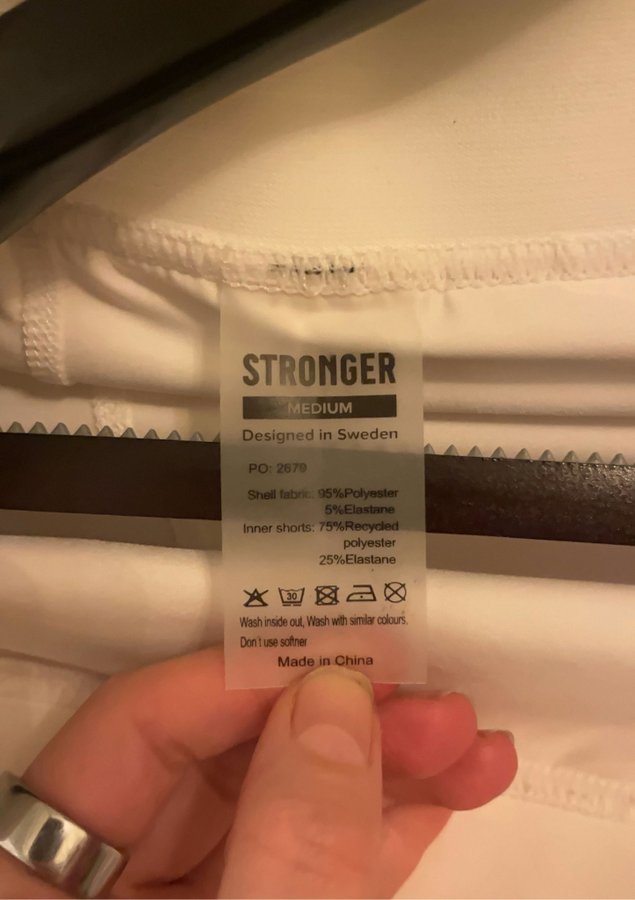 STRONGER
MEDIUM
Designed in Sweden
PO: 2679
Shell fabric: 95%Polyester
5%Elastane
Inner shorts: 75%Recycled
polyester
25%Elastane
30
Wash inside out, Wash with similar colours,
Don't use softner
Made in China